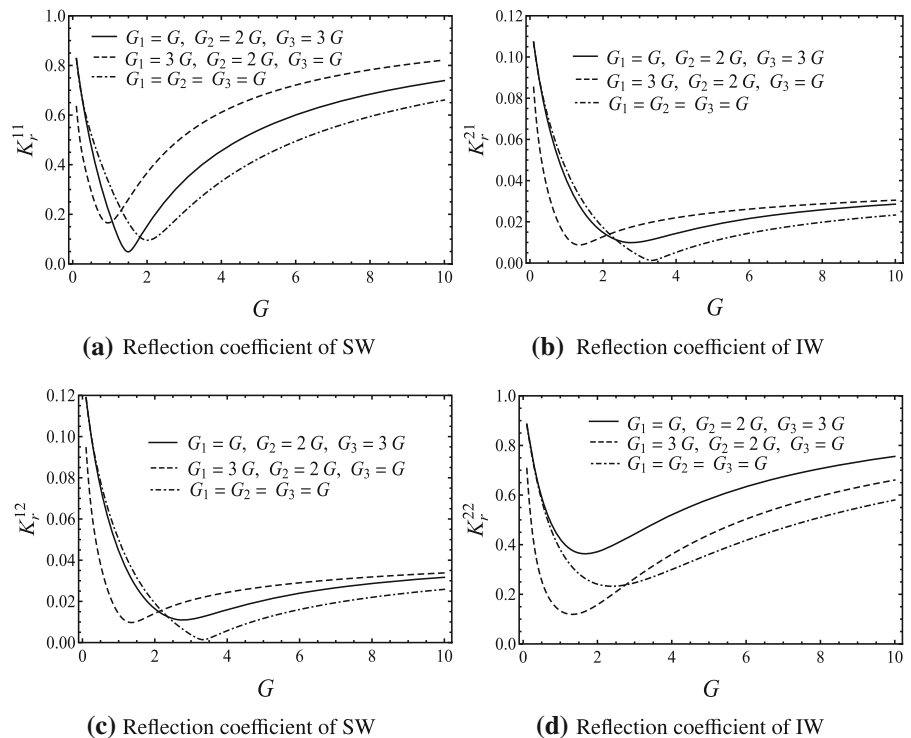 1.0
0.8
0.6
0.4
0.2
0.0
K_r^{11}
G_1 = G, G_2 = 2 G, G_3 = 3 G
G_1 = 3 G, G_2 = 2 G, G_3 = G
G_1 = G_2 = G_3 = G
0 2 4 6 8 10
G
(a) Reflection coefficient of SW
0.12
0.10
0.08
0.06
0.04
0.02
0.00
K_r^{21}
G_1 = G, G_2 = 2 G, G_3 = 3 G
G_1 = 3 G, G_2 = 2 G, G_3 = G
G_1 = G_2 = G_3 = G
0 2 4 6 8 10
G
(b) Reflection coefficient of IW
0.12
0.10
0.08
0.06
0.04
0.02
0.00
K_r^{12}
G_1 = G, G_2 = 2 G, G_3 = 3 G
G_1 = 3 G, G_2 = 2 G, G_3 = G
G_1 = G_2 = G_3 = G
0 2 4 6 8 10
G
(c) Reflection coefficient of SW
1.0
0.8
0.6
0.4
0.2
0.0
K_r^{22}
G_1 = G, G_2 = 2 G, G_3 = 3 G
G_1 = 3 G, G_2 = 2 G, G_3 = G
G_1 = G_2 = G_3 = G
0 2 4 6 8 10
G
(d) Reflection coefficient of IW